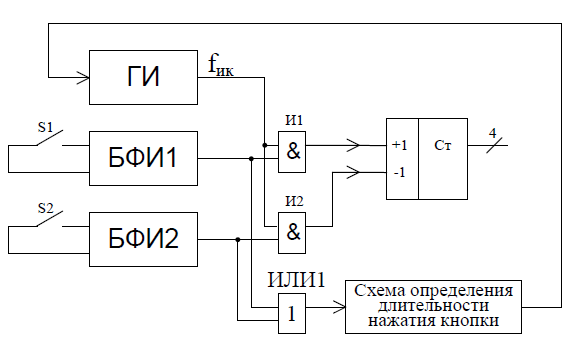 ГИ
fик
S1
БФИ1
И1
&
+1
Ст
4
-1
S2
БФИ2
И2
&
ИЛИ1
1
Схема определения
длительности
нажатия кнопки